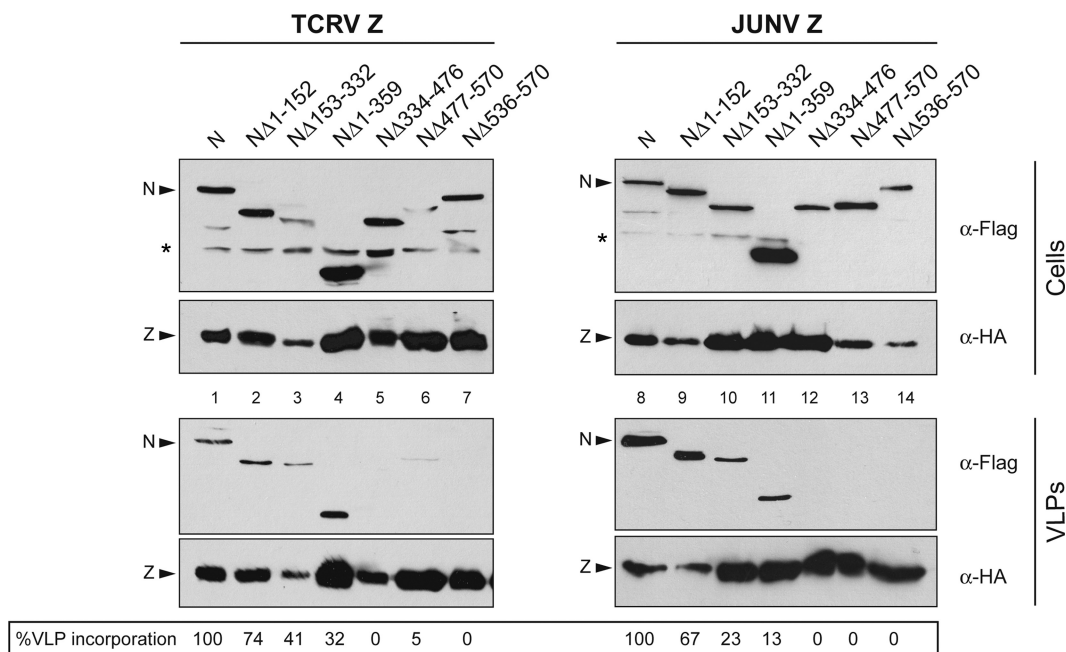 TCRV Z JUNV Z
N NΔ1-152 NΔ153-332 NΔ1-359 NΔ334-476 NΔ477-570 NΔ536-570 N NΔ1-152 NΔ153-332 NΔ1-359 NΔ334-476 NΔ477-570 NΔ536-570
N► N► α-Flag
* *
Cells
Z► Z► α-HA
1 2 3 4 5 6 7 8 9 10 11 12 13 14
N► N► α-Flag
VLPs
Z► Z► α-HA
%VLP incorporation 100 74 41 32 0 5 0 100 67 23 13 0 0 0